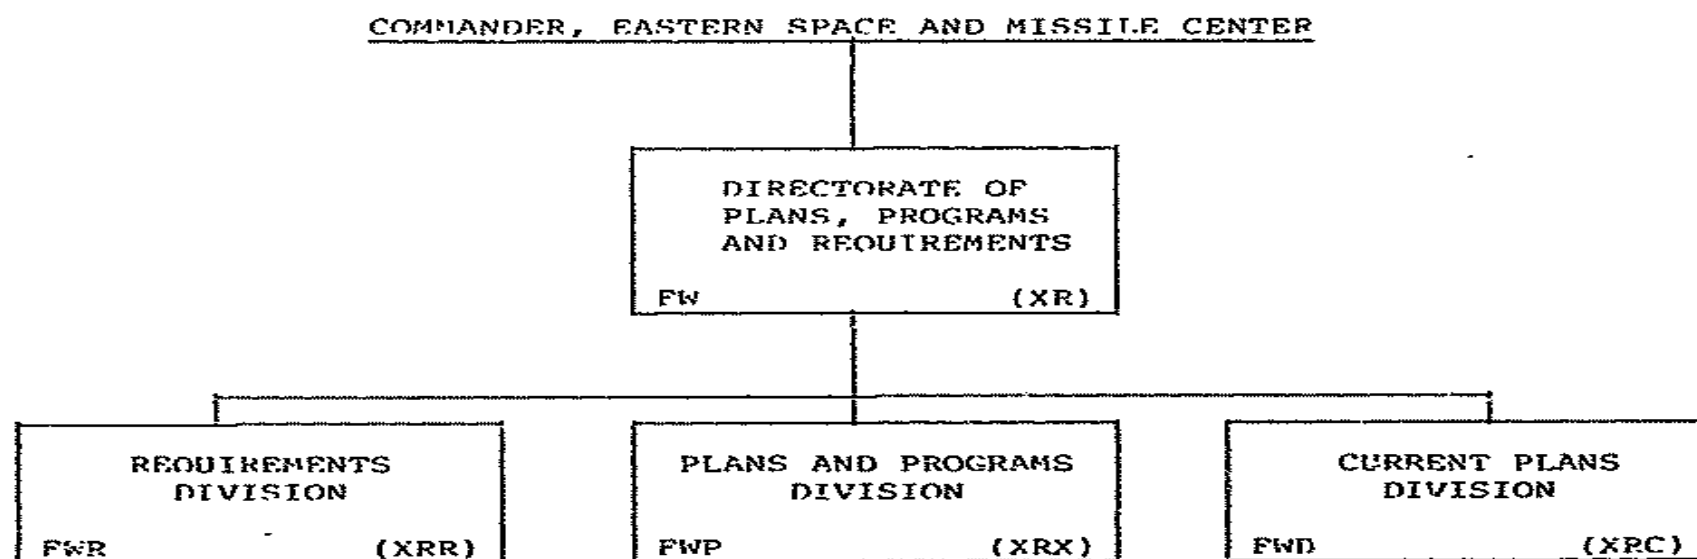 COMMANDER, EASTERN SPACE AND MISSILE CENTER
DIRECTORATE OF
PLANS, PROGRAMS
AND REQUIREMENTS
FW (XR)
REQUIREMENTS
DIVISION
FWR (XRR)
PLANS AND PROGRAMS
DIVISION
FWP (XRX)
CURRENT PLANS
DIVISION
FWD (XRC)